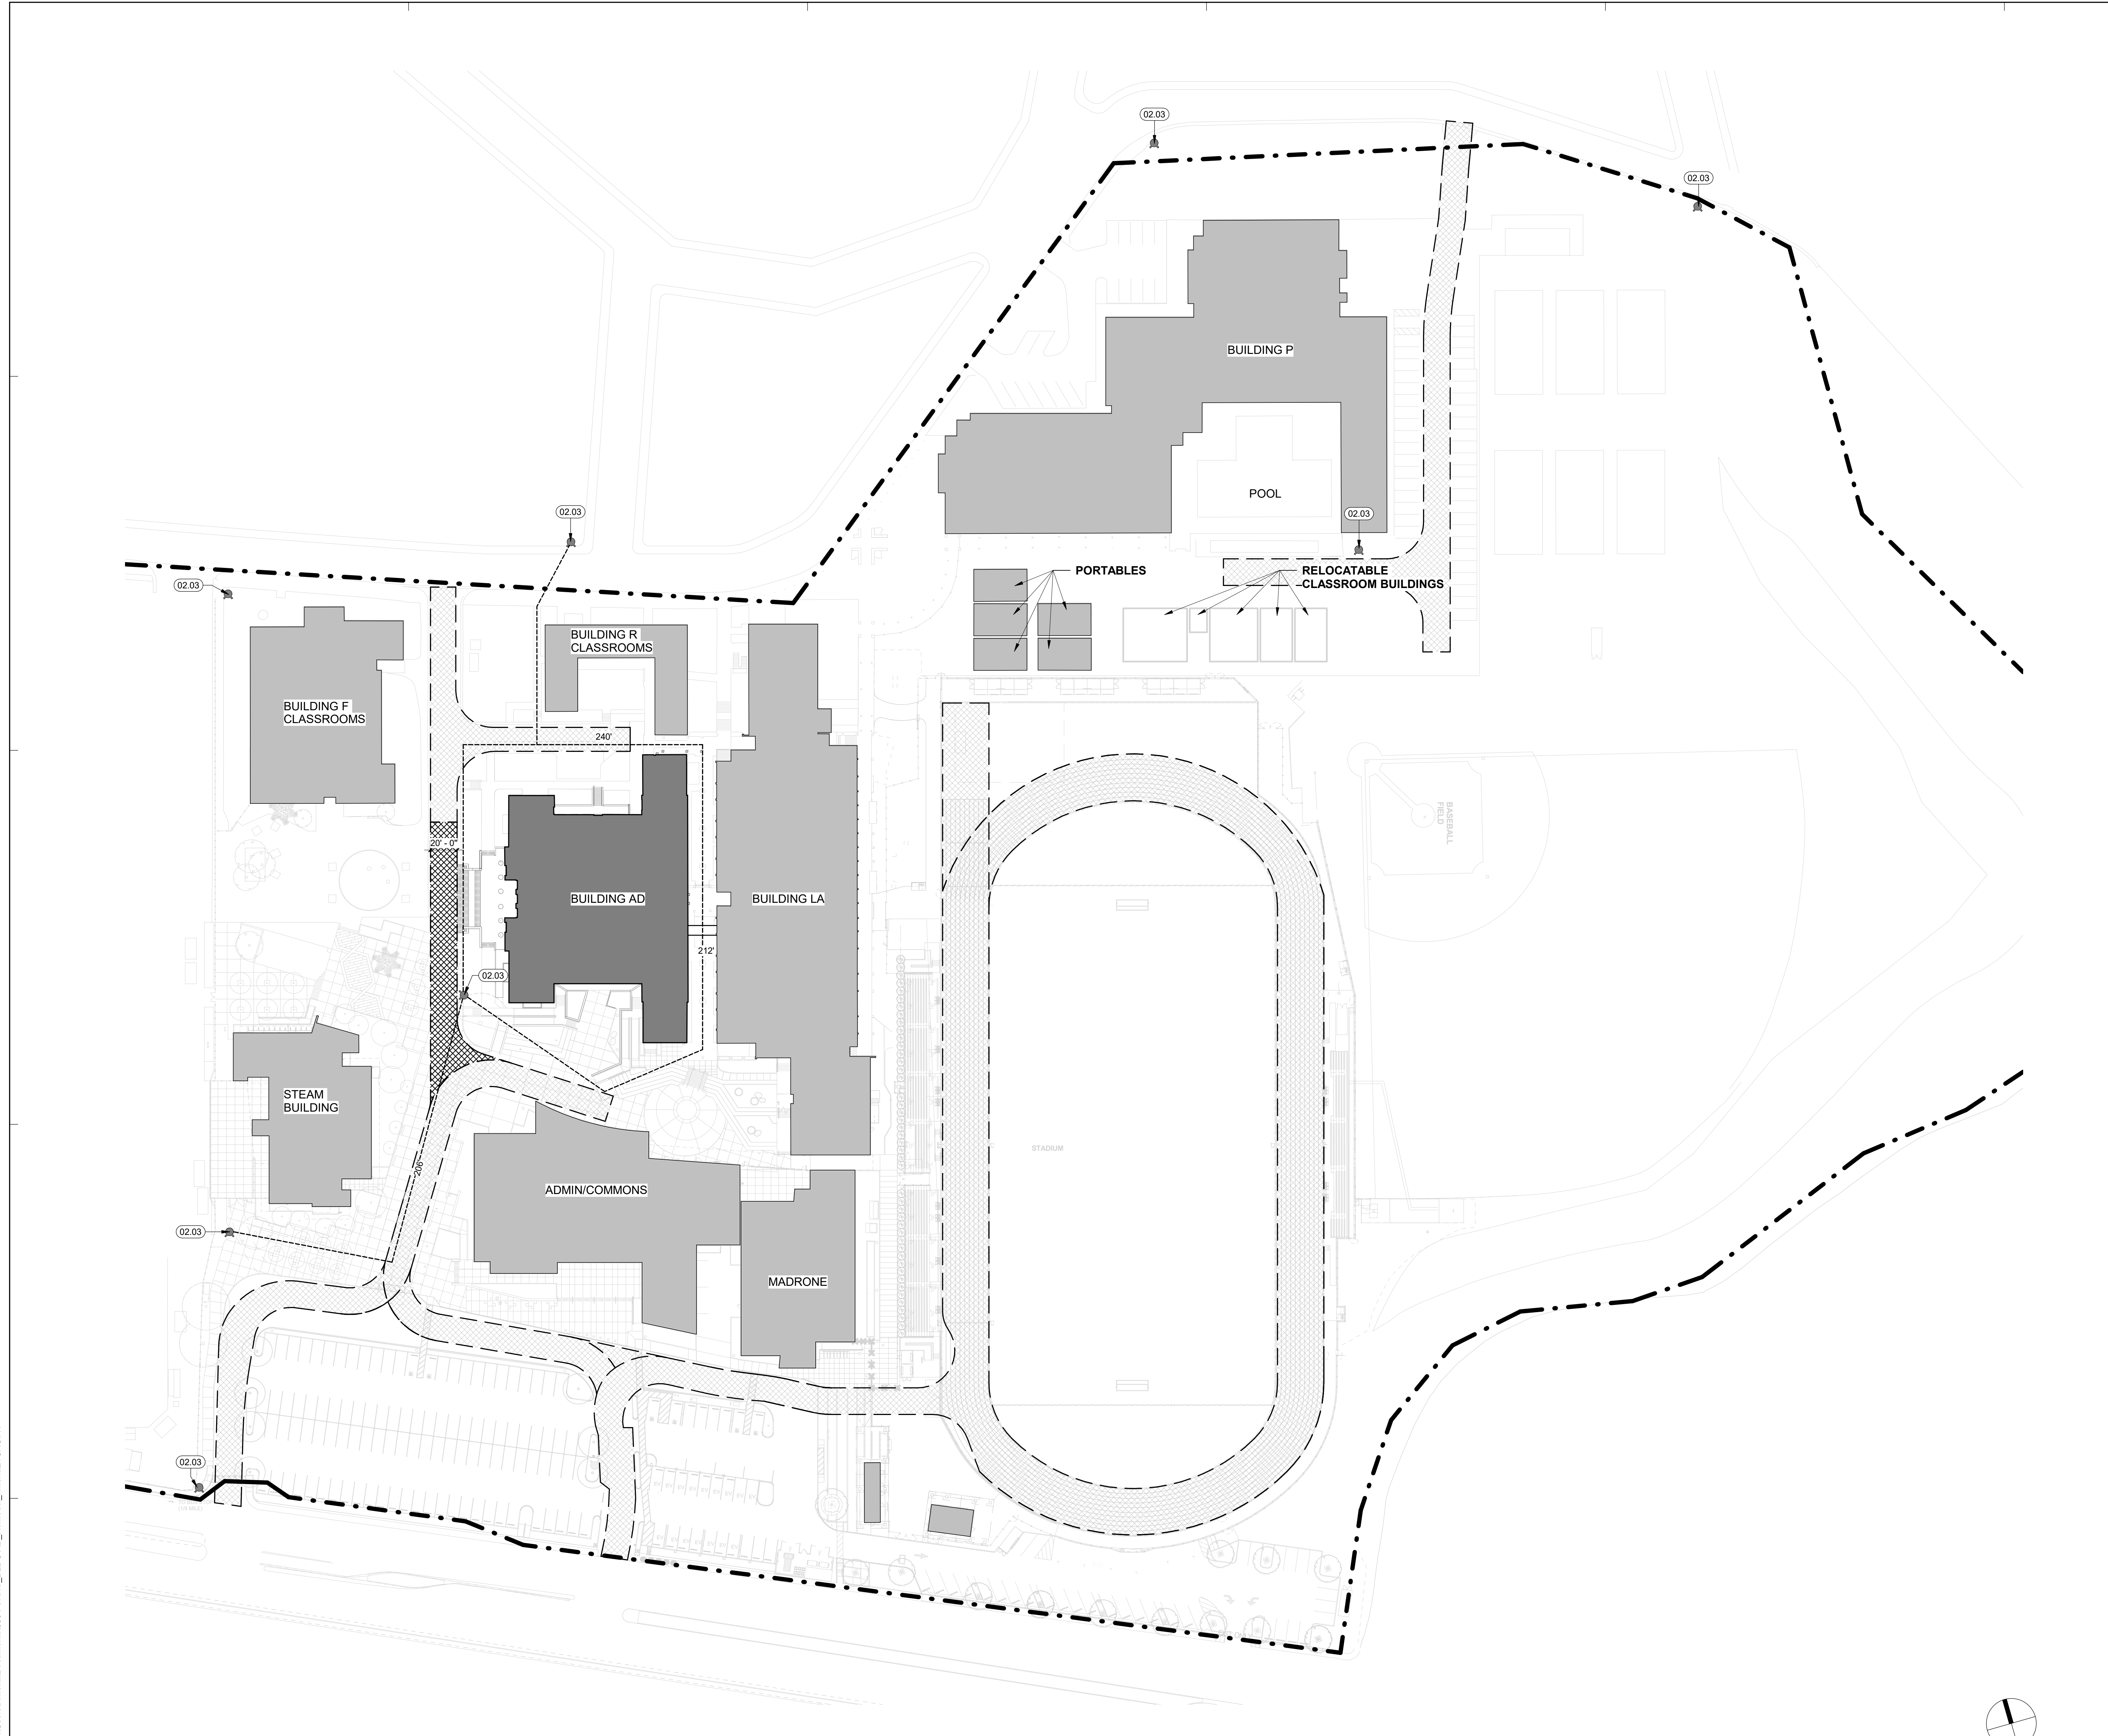 02.03
02.03
BUILDING P
POOL
02.03
02.03
PORTABLES
RELOCATABLE
CLASSROOM BUILDINGS
02.03
BUILDING R
CLASSROOMS
BUILDING F
CLASSROOMS
240'
BASEBALL
FIELD
20' - 0"
BUILDING AD
BUILDING LA
212'
02.03
STEAM
BUILDING
STADIUM
206'
ADMIN/COMMONS
02.03
MADRONE
02.03